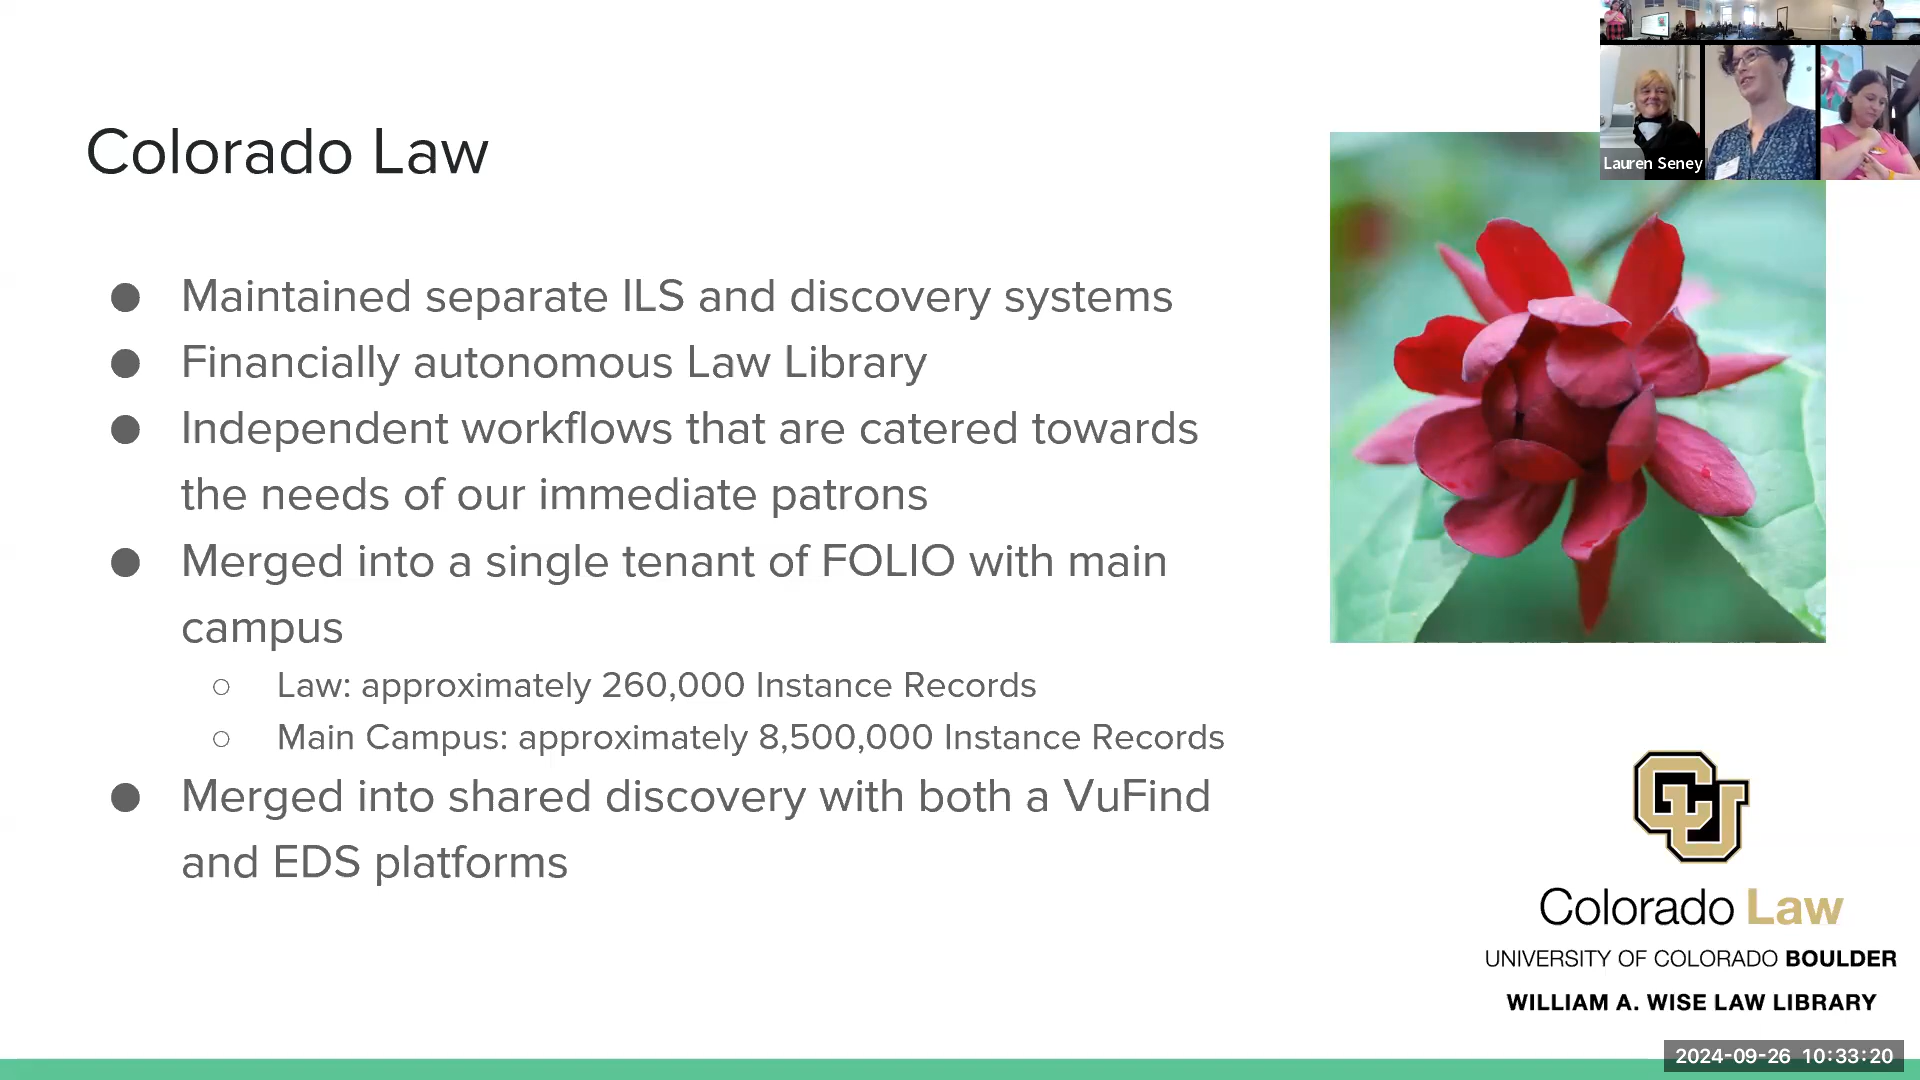 Lauren Seney
Colorado Law
● Maintained separate ILS and discovery systems
● Financially autonomous Law Library
● Independent workflows that are catered towards
the needs of our immediate patrons
● Merged into a single tenant of FOLIO with main
campus
○ Law: approximately 260,000 Instance Records
○ Main Campus: approximately 8,500,000 Instance Records
● Merged into shared discovery with both a VuFind
and EDS platforms
CU
Colorado Law
UNIVERSITY OF COLORADO BOULDER
WILLIAM A. WISE LAW LIBRARY
2024-09-26 10:33:20